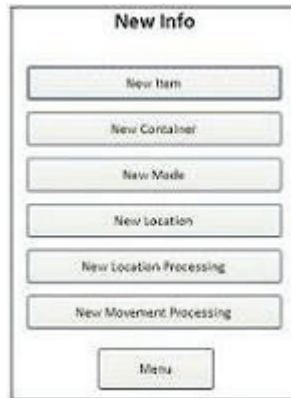 New Info
New Item
New Container
New Mode
New Location
New Location Processing
New Movement Processing
Menu